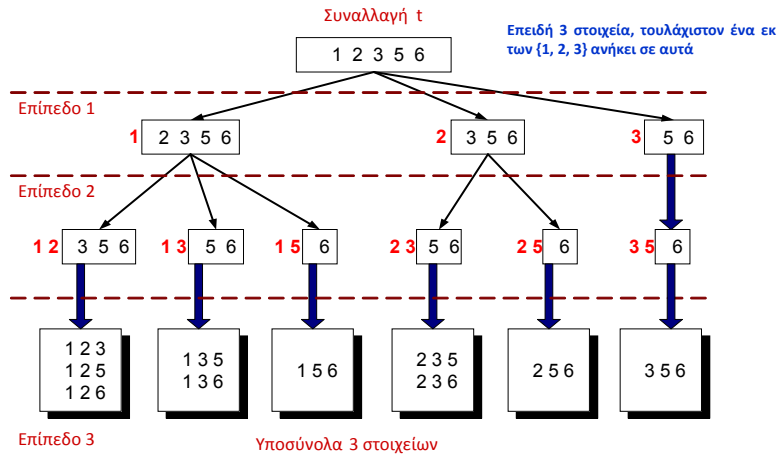 Συναλλαγή t
Επειδή 3 στοιχεία, τουλάχιστον ένα εκ
των {1, 2, 3} ανήκει σε αυτά
1 2 3 5 6
Επίπεδο 1
1 2 3 5 6
2 3 5 6
3 5 6
Επίπεδο 2
1 2 3 5 6
1 3 5 6
1 5 6
2 3 5 6
2 5 6
3 5 6
1 2 3
1 2 5
1 2 6
1 3 5
1 3 6
1 5 6
2 3 5
2 3 6
2 5 6
3 5 6
Επίπεδο 3
Υποσύνολα 3 στοιχείων